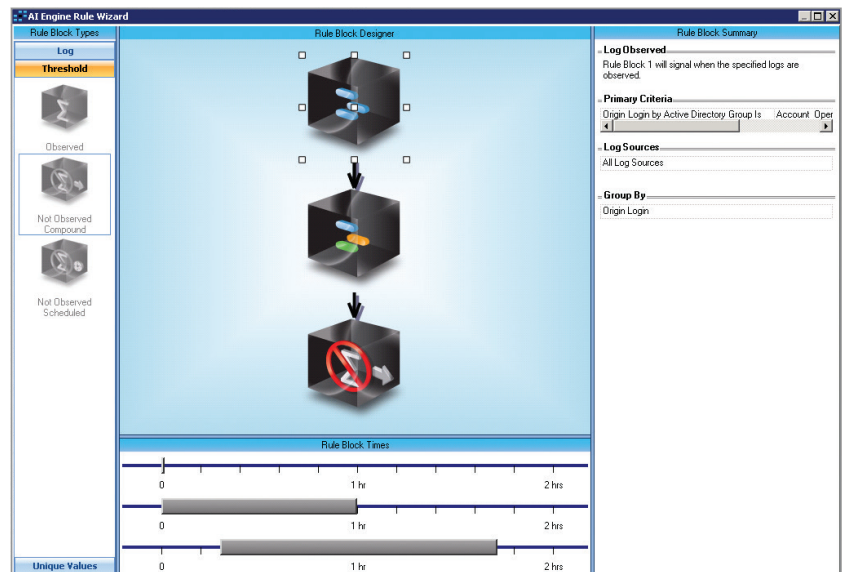 AI Engine Rule Wizard
Rule Block Types
Log
Threshold
Observed
Not Observed
Compound
Not Observed
Scheduled
Unique Values
Rule Block Designer
Rule Block Times
0 1 hr 2 hrs
0 1 hr 2 hrs
0 1 hr 2 hrs
Rule Block Summary
Log Observed
Rule Block 1 will signal when the specified logs are
observed.
Primary Criteria
Origin Login by Active Directory Group Is Account Oper
Log Sources
All Log Sources
Group By
Origin Login